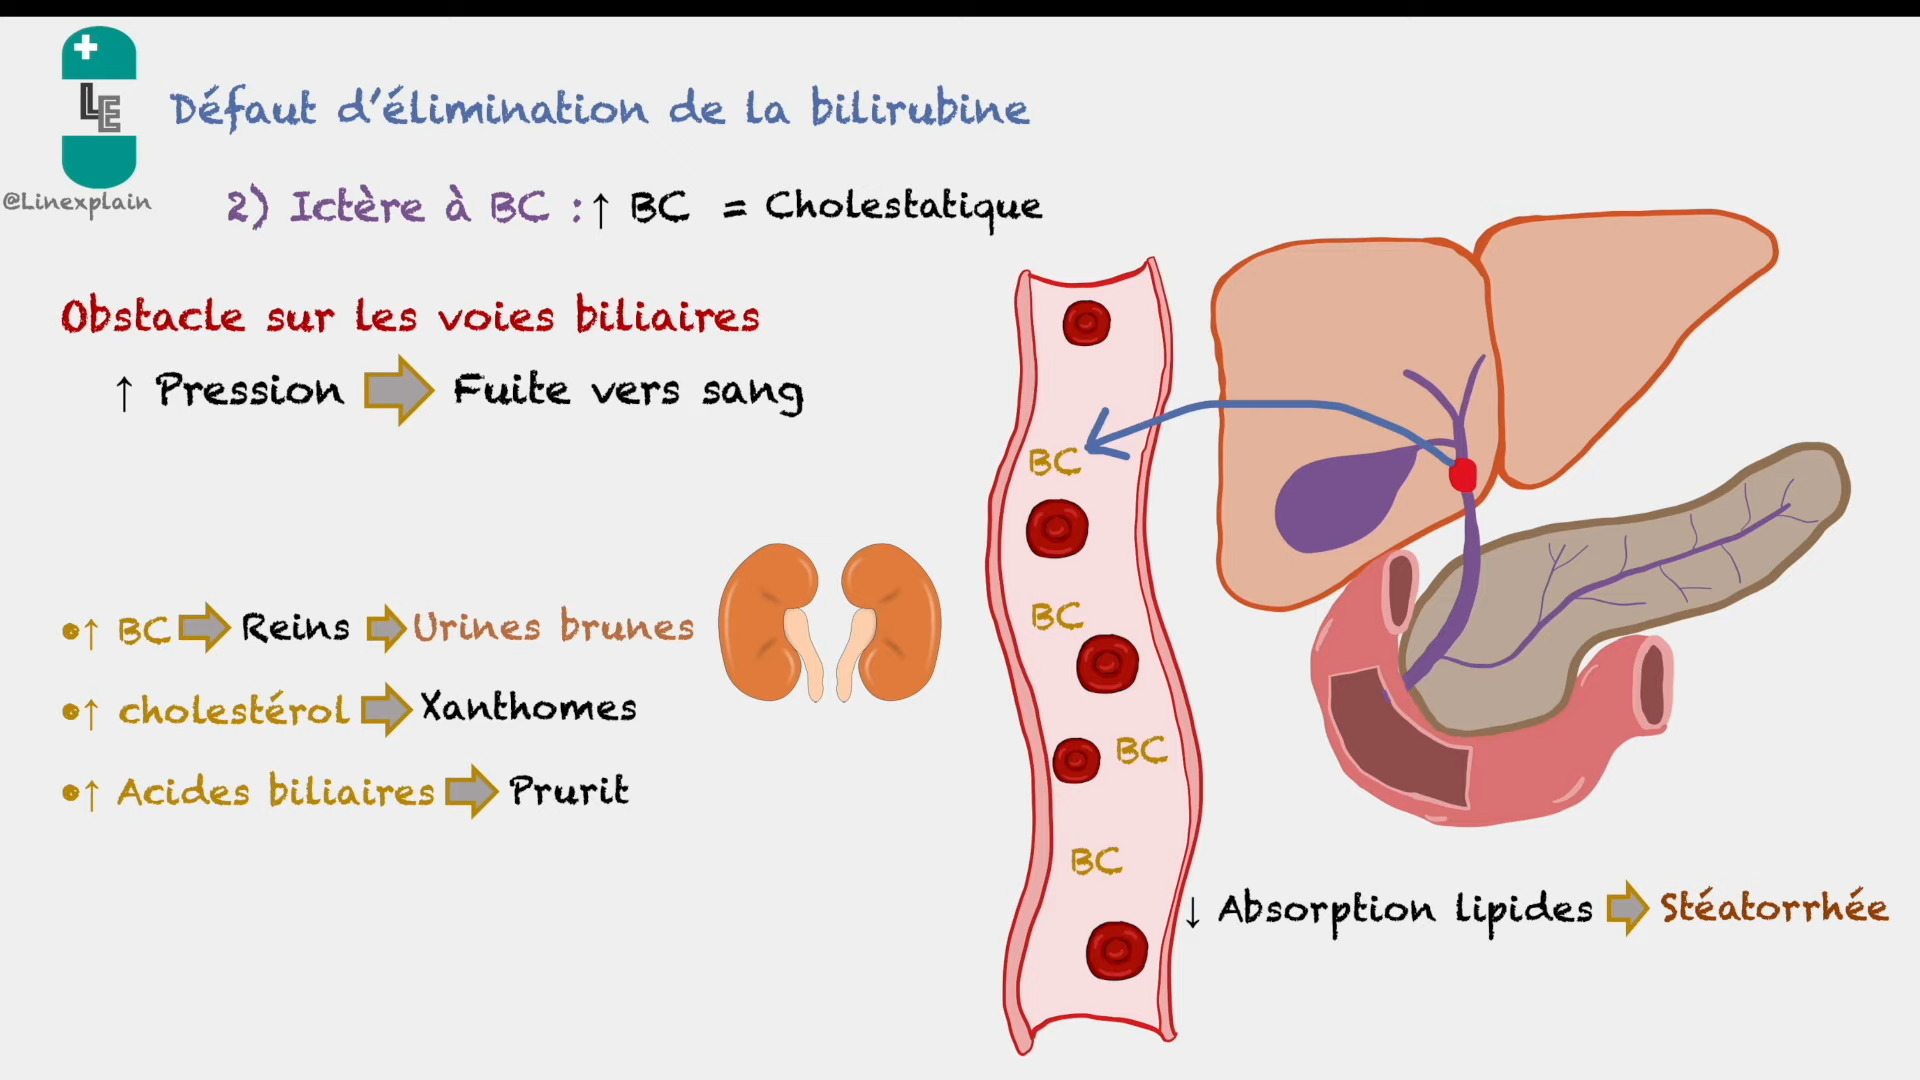 LE
@Linexplain
Défaut d'élimination de la bilirubine
2) Ictère à BC : ↑ BC = Cholestatique
Obstacle sur les voies biliaires
↑ Pression Fuite vers sang
•↑ BC Reins Urines brunes
•↑ cholestérol Xanthomes
•↑ Acides biliaires Prurit
BC
BC
BC
BC
↓ Absorption lipides Stéatorrhée